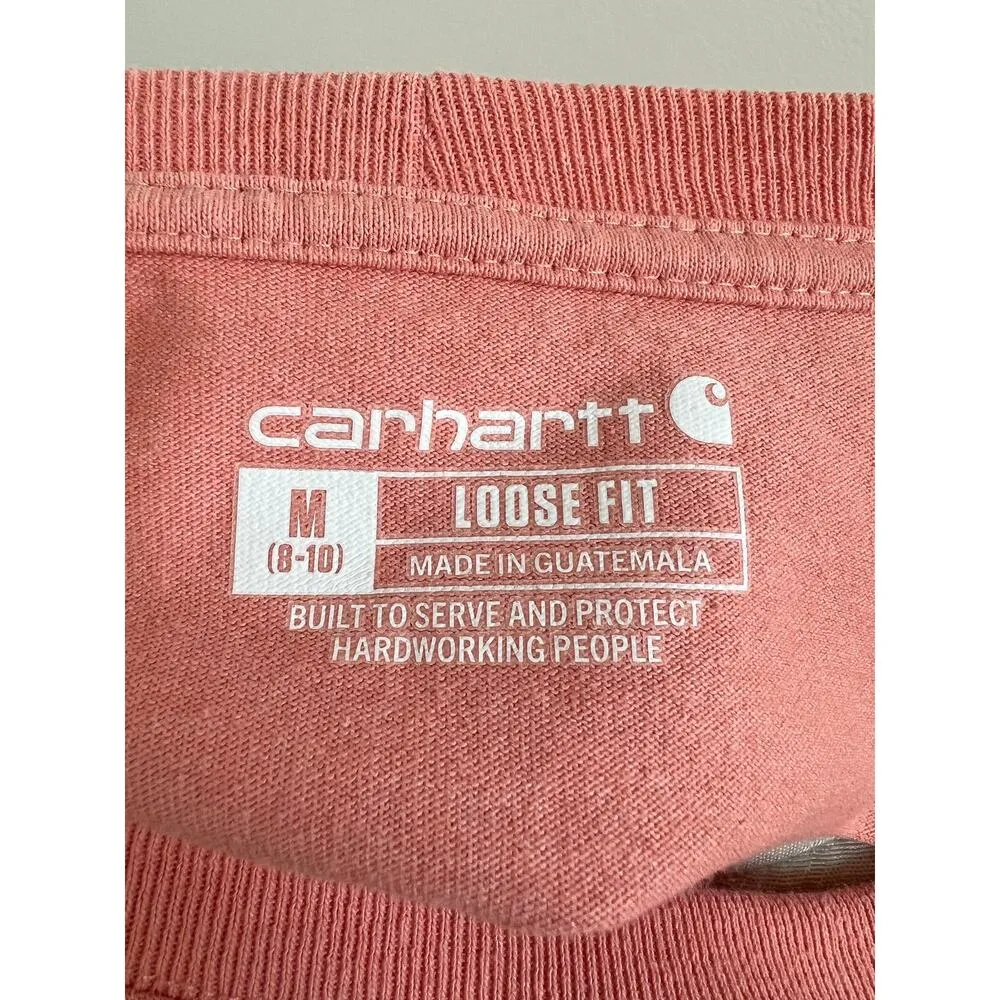 carhartt
M
(8-10)
LOOSE FIT
MADE IN GUATEMALA
BUILT TO SERVE AND PROTECT
HARDWORKING PEOPLE